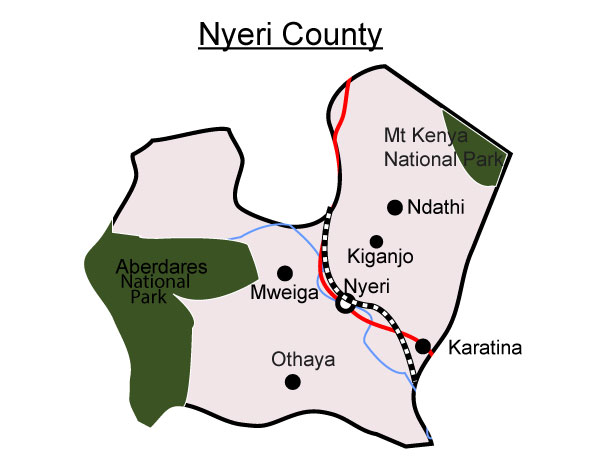 Nyeri County
Mt Kenya
National Park
Ndathi
Kiganjo
Aberdares
National
Park
Mweiga
Nyeri
Karatina
Othaya